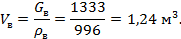 Vв = Gв/ρв = 1333/996 = 1,24 м³.